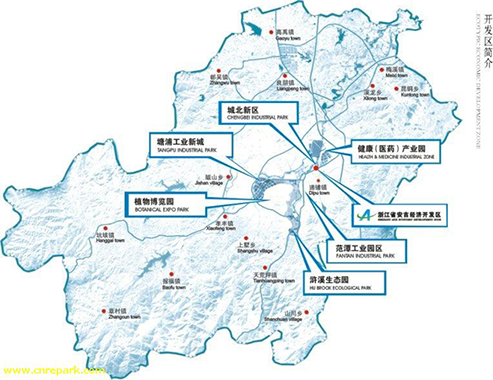 开发区简介
ECOTYPIC ECONOMIC DEVELOPMENT ZONE
高禹镇
Gaoyu town
梅溪镇
Meixi town
鄣吴镇
Zhangwu town
良朋镇
Liangpeng town
溪龙乡
Xilong town
昆铜乡
Kuntong town
城北新区
CHENGBEI INDUSTRIAL PARK
塘浦工业新城
TANGPU INDUSTRIAL PARK
健康（医药）产业园
HEALTH & MEDICINE INDUSTRIAL ZONE
Jishan village
递铺镇
Dipu town
植物博览园
BOTANICAL EXPO PARK
浙江省安吉经济开发区
孝丰镇
Xiaofeng town
杭垓镇
Hanggai town
上墅乡
Shangshu village
范潭工业园区
FANTAN INDUSTRIAL PARK
报福镇
Baofu town
天荒坪镇
Tianhuangping town
浒溪生态园
HU BROOK ECOLOGICAL PARK
章村镇
Zhangcun town
山川乡
Shanchuan village
www.cnrepark.com